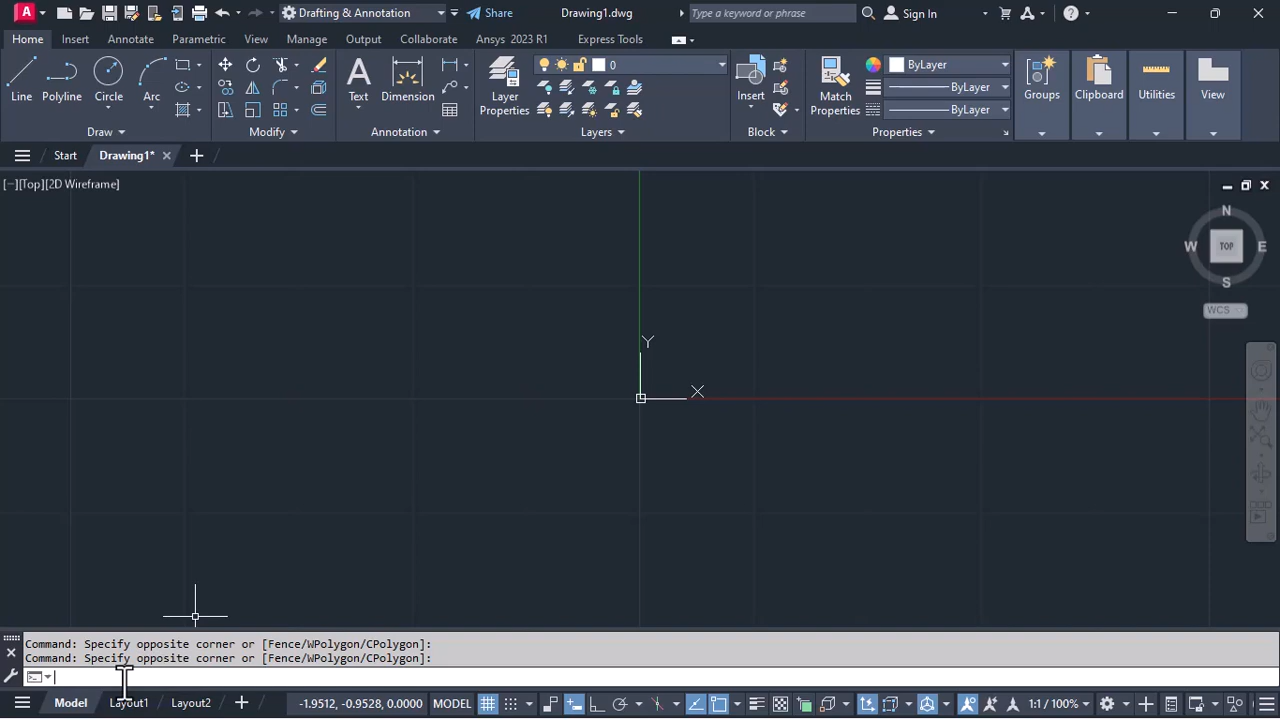 A Drafting & Annotation Share Drawing1.dwg Type a keyword or phrase Sign In
Home Insert Annotate Parametric View Manage Output Collaborate Ansys 2023 R1 Express Tools
0 ByLayer
ByLayer
Line Polyline Circle Arc Text Dimension Layer Properties Insert Match Properties ByLayer Groups Clipboard Utilities View
Draw Modify Annotation Layers Block Properties
Start Drawing1*
[−][Top][2D Wireframe]
N
W TOP E
S
WCS
Y
X
Command: Specify opposite corner or [Fence/WPolygon/CPolygon]:
Command: Specify opposite corner or [Fence/WPolygon/CPolygon]:
Model Layout1 Layout2 -1.9512, -0.9528, 0.0000 MODEL 1:1 / 100%